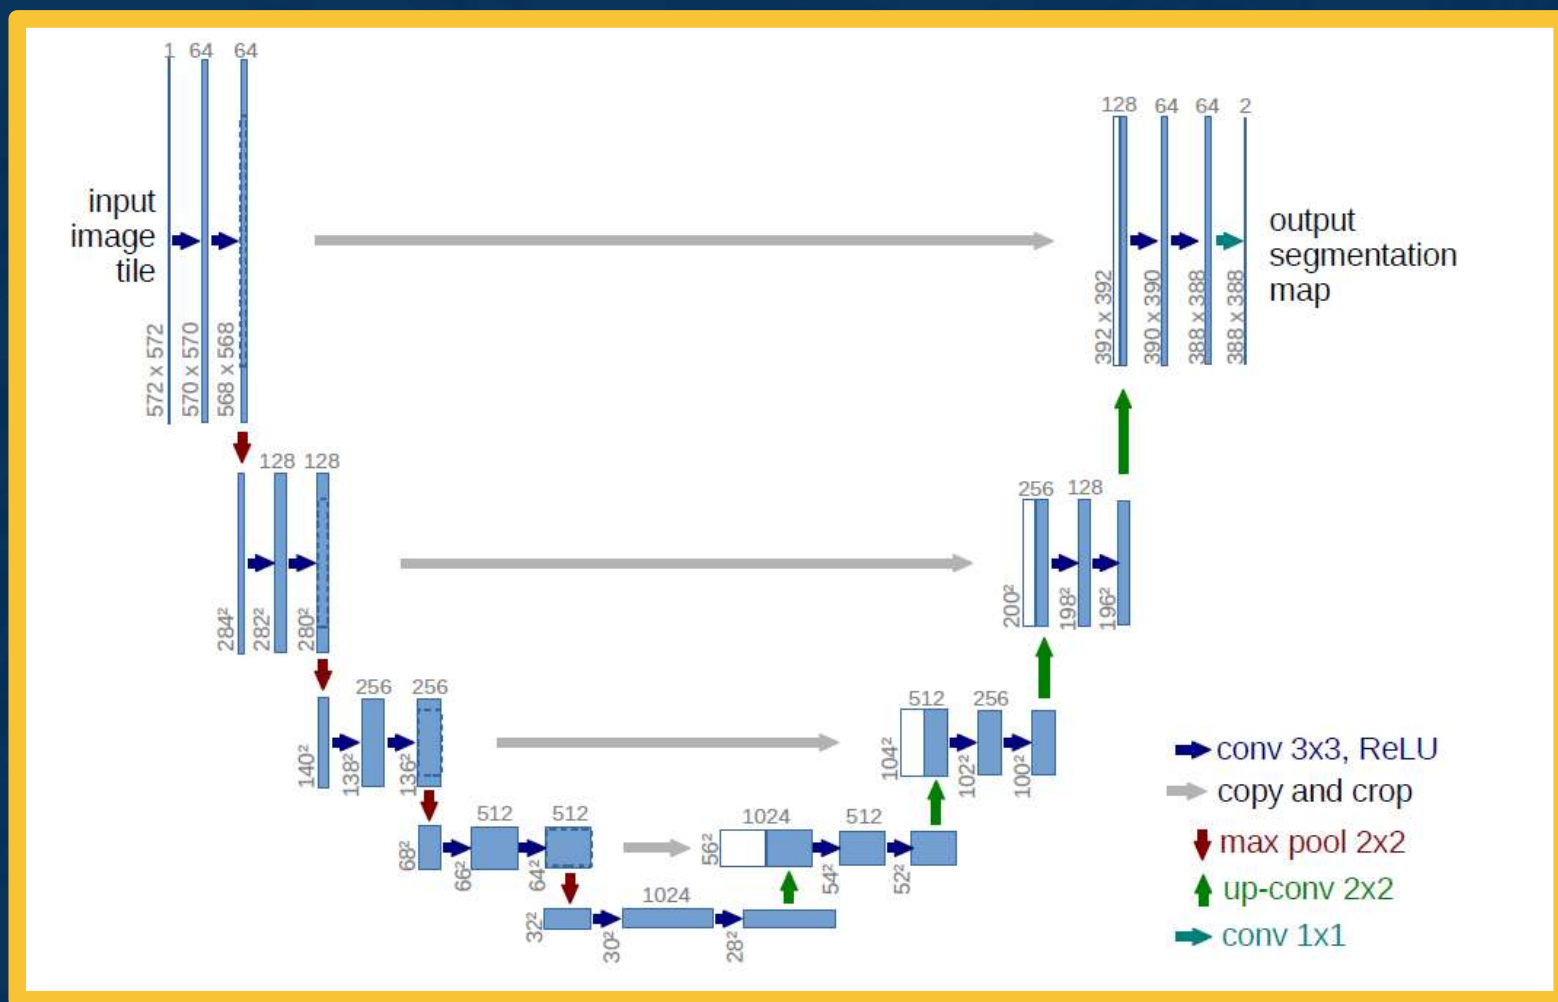 1 64 64
input
image
tile
572 x 572
570 x 570
568 x 568
128 64 64 2
output
segmentation
map
392 x 392
390 x 390
388 x 388
388 x 388
128 128
284²
282²
280²
256 128
200²
198²
196²
256 256
140²
138²
136²
512 256
104²
102²
100²
512 512
68²
66²
64²
1024 512
56²
54²
52²
1024
32²
30²
28²
conv 3x3, ReLU
copy and crop
max pool 2x2
up-conv 2x2
conv 1x1